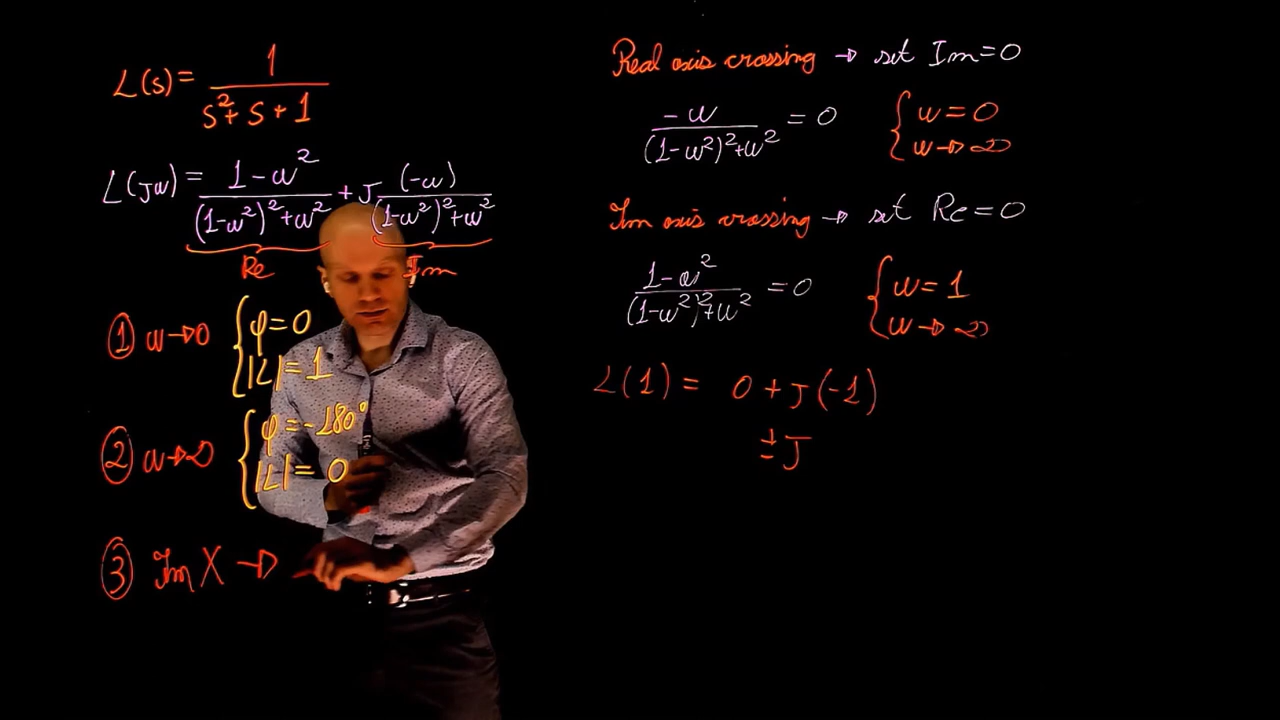 L(s) = 1 / (s² + s + 1)
L(jω) = (1-ω²) / ((1-ω²)²+ω²) + j (-ω) / ((1-ω²)²+ω²)
Re Im
① ω→0 { φ=0
|L|=1
② ω→∞ { φ=-180°
|L|=0
③ Im X →
Real axis crossing → set Im=0
-ω / ((1-ω²)²+ω²) = 0 { ω=0
ω→∞
Im axis crossing → set Re=0
(1-ω²) / ((1-ω²)²+ω²) = 0 { ω=1
ω→∞
L(1) = 0 + j(-1)
±j